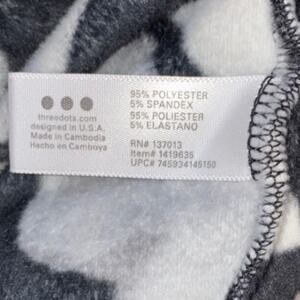 threedots.com
designed in U.S.A.
Made in Cambodia
Hecho en Camboya
95% POLYESTER
5% SPANDEX
95% POLIESTER
5% ELASTANO
RN# 137013
Item# 1419635
UPC# 745934145150